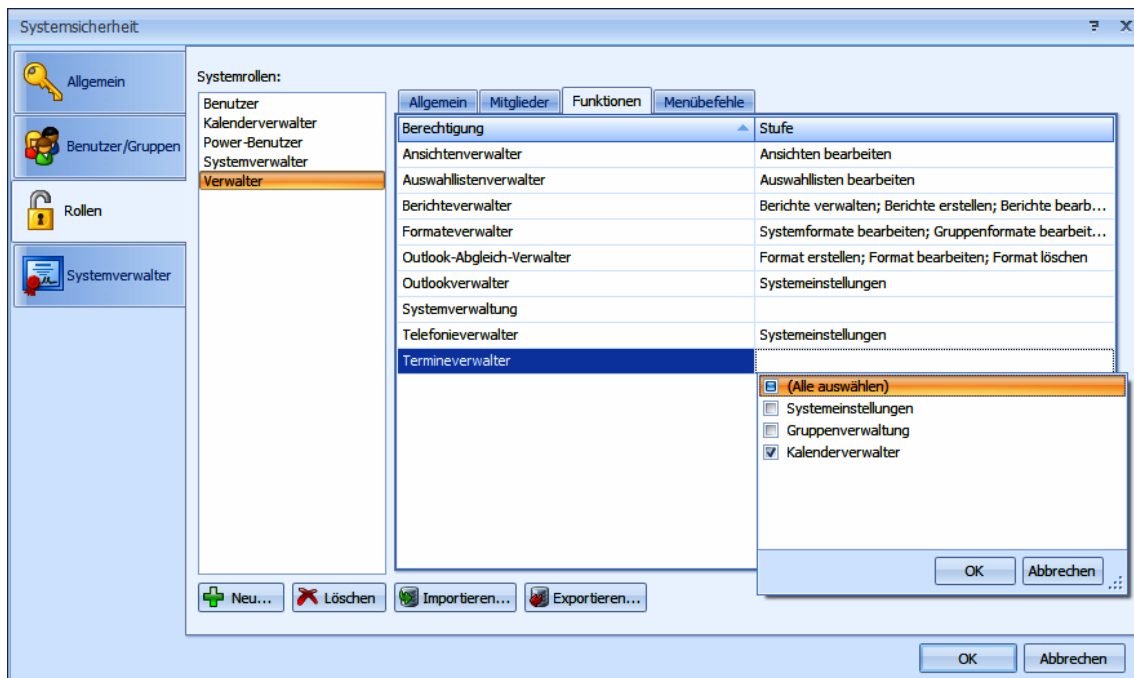 Systemsicherheit
Allgemein
Benutzer/Gruppen
Rollen
Systemverwalter
Systemrollen:
Benutzer
Kalenderverwalter
Power-Benutzer
Systemverwalter
Verwalter
Allgemein Mitglieder Funktionen Menübefehle
Berechtigung Stufe
Ansichtenverwalter Ansichten bearbeiten
Auswahllistenverwalter Auswahllisten bearbeiten
Berichteverwalter Berichte verwalten; Berichte erstellen; Berichte bearb...
Formateverwalter Systemformate bearbeiten; Gruppenformate bearbeit...
Outlook-Abgleich-Verwalter Format erstellen; Format bearbeiten; Format löschen
Outlookverwalter Systemeinstellungen
Systemverwaltung
Telefonieverwalter Systemeinstellungen
Termineverwalter
(Alle auswählen)
Systemeinstellungen
Gruppenverwaltung
Kalenderverwalter
OK Abbrechen
Neu... Löschen Importieren... Exportieren...
OK Abbrechen